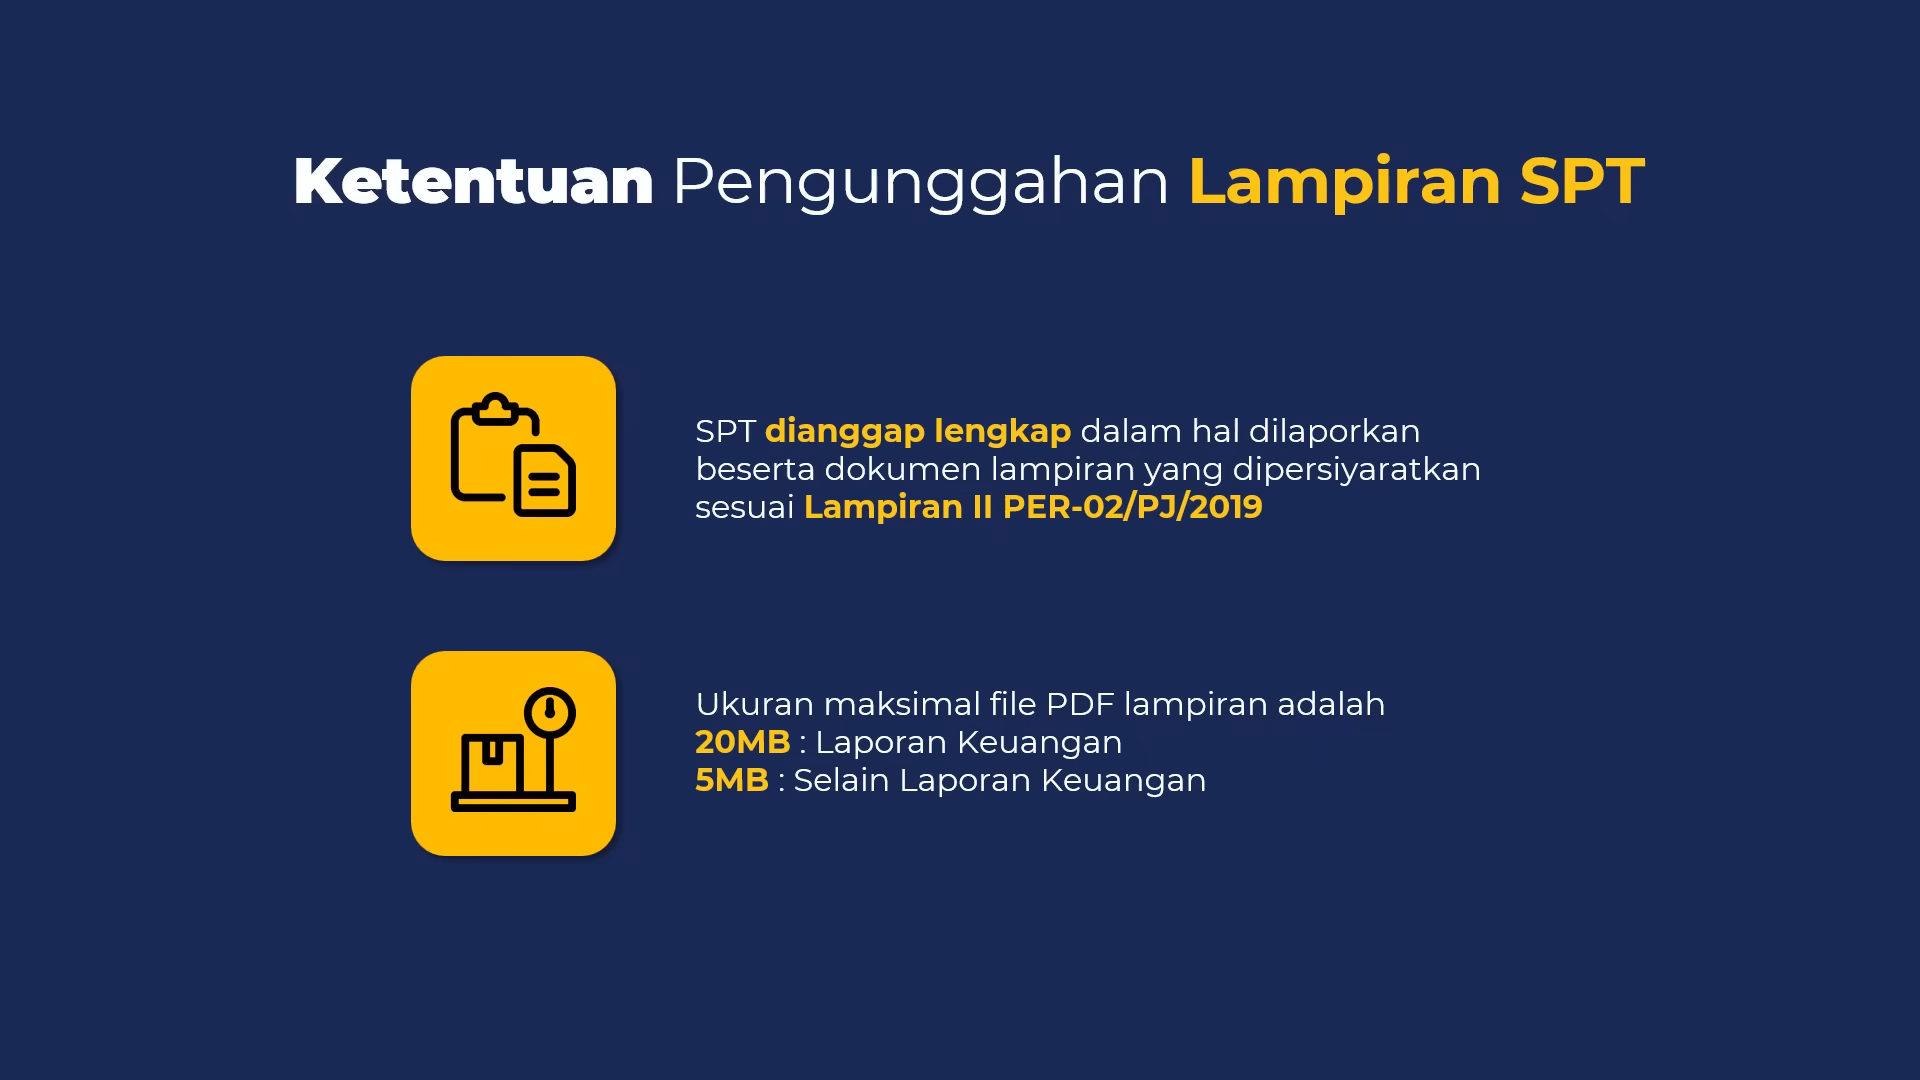 Ketentuan Pengunggahan Lampiran SPT
SPT dianggap lengkap dalam hal dilaporkan
beserta dokumen lampiran yang dipersiyaratkan
sesuai Lampiran II PER-02/PJ/2019
Ukuran maksimal file PDF lampiran adalah
20MB : Laporan Keuangan
5MB : Selain Laporan Keuangan